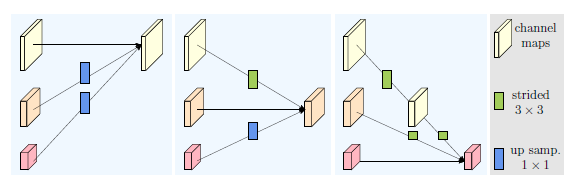 channel
maps
strided
3 × 3
up samp.
1 × 1